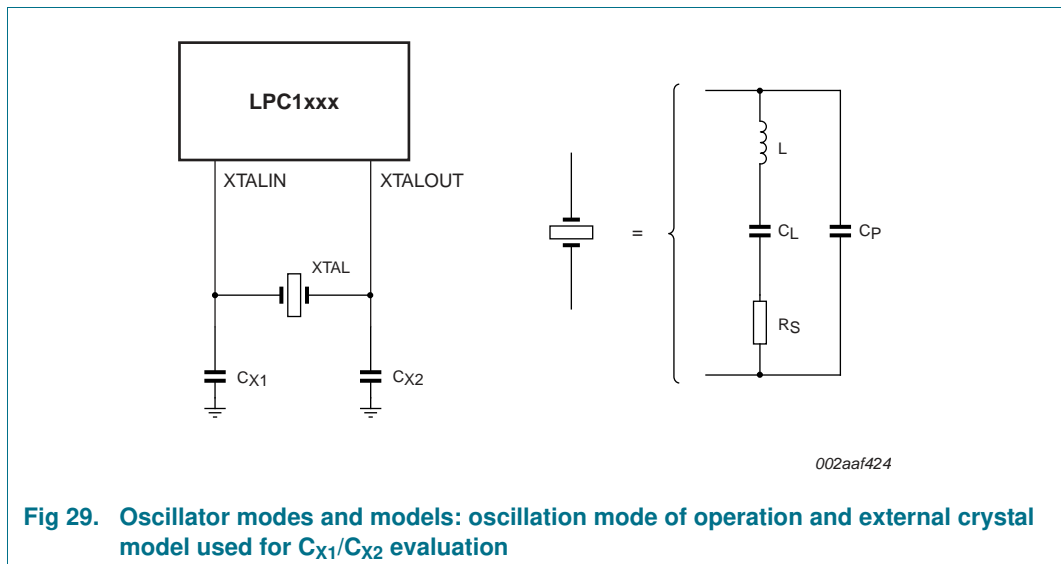 LPC1xxx
XTALIN
XTALOUT
XTAL
CX1
CX2
=
L
CL
CP
RS
002aaf424
Fig 29. Oscillator modes and models: oscillation mode of operation and external crystal
model used for CX1/CX2 evaluation